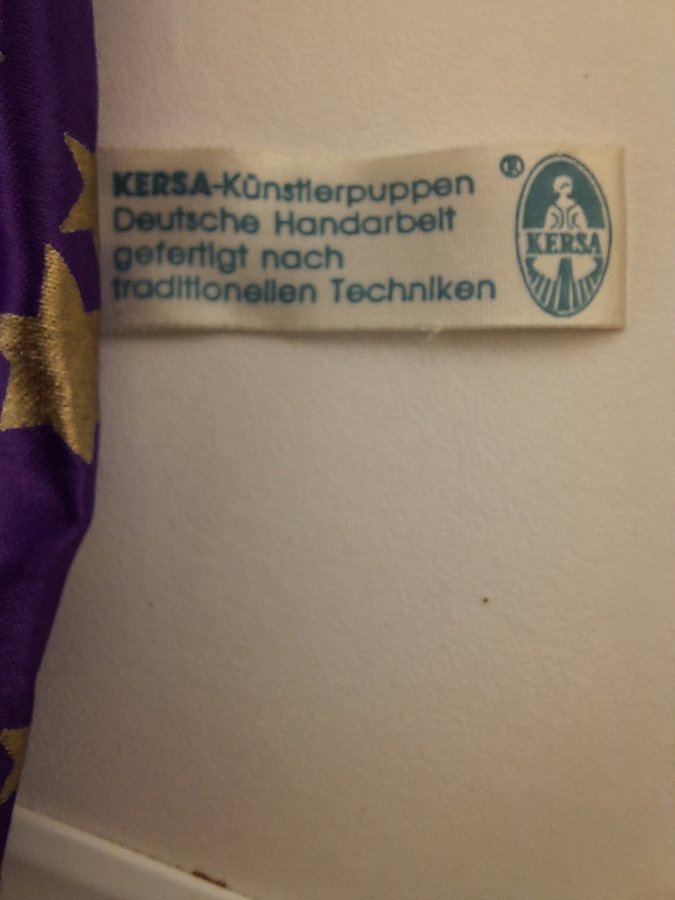 KERSA-Künstlerpuppen
Deutsche Handarbeit
gefertigt nach
traditionellen Techniken
®
KERSA